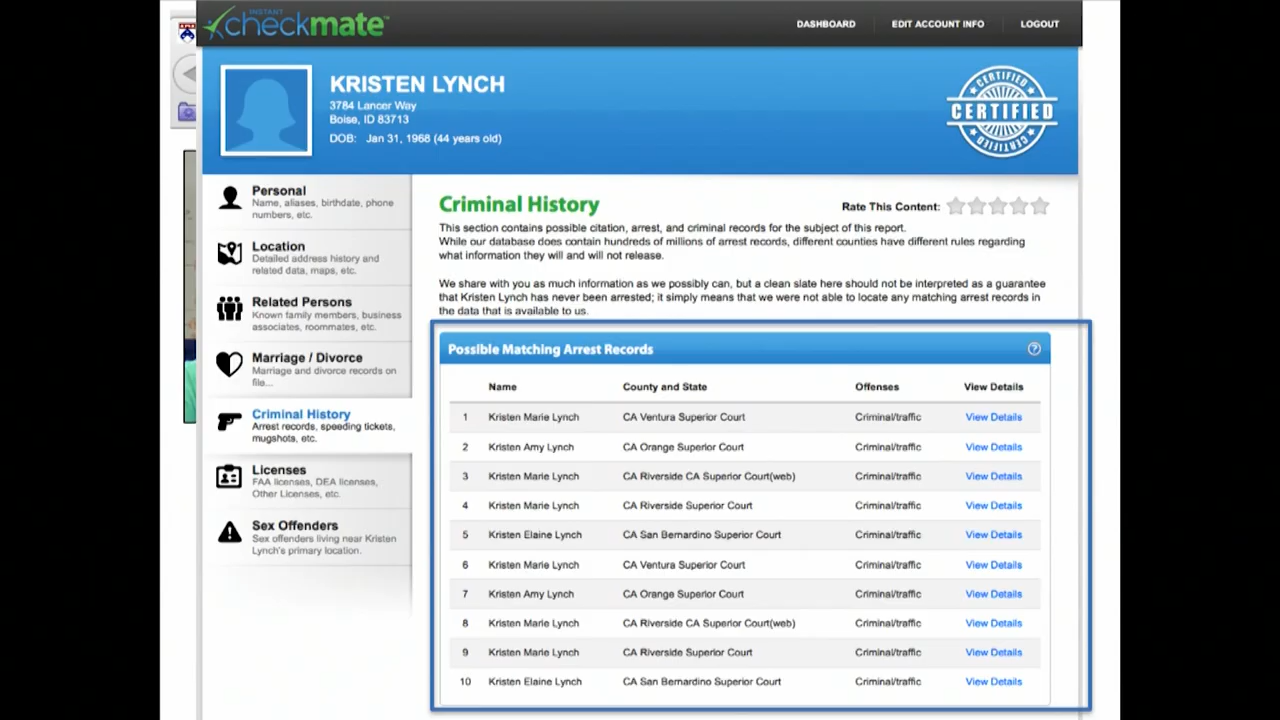 INSTANT
checkmate™
DASHBOARD
EDIT ACCOUNT INFO
LOGOUT
KRISTEN LYNCH
3784 Lancer Way
Boise, ID 83713
DOB: Jan 31, 1968 (44 years old)
CERTIFIED
CERTIFIED
CERTIFIED
Personal
Name, aliases, birthdate, phone
numbers, etc.
Location
Detailed address history and
related data, maps, etc.
Related Persons
Known family members, business
associates, roommates, etc.
Marriage / Divorce
Marriage and divorce records on
file...
Criminal History
Arrest records, speeding tickets,
mugshots, etc.
Licenses
FAA licenses, DEA licenses,
Other Licenses, etc.
Sex Offenders
Sex offenders living near Kristen
Lynch's primary location.
Criminal History
Rate This Content:
This section contains possible citation, arrest, and criminal records for the subject of this report.
While our database does contain hundreds of millions of arrest records, different counties have different rules regarding
what information they will and will not release.
We share with you as much information as we possibly can, but a clean slate here should not be interpreted as a guarantee
that Kristen Lynch has never been arrested; it simply means that we were not able to locate any matching arrest records in
the data that is available to us.
Possible Matching Arrest Records ?
Name County and State Offenses View Details
1 Kristen Marie Lynch CA Ventura Superior Court Criminal/traffic View Details
2 Kristen Amy Lynch CA Orange Superior Court Criminal/traffic View Details
3 Kristen Marie Lynch CA Riverside CA Superior Court(web) Criminal/traffic View Details
4 Kristen Marie Lynch CA Riverside Superior Court Criminal/traffic View Details
5 Kristen Elaine Lynch CA San Bernardino Superior Court Criminal/traffic View Details
6 Kristen Marie Lynch CA Ventura Superior Court Criminal/traffic View Details
7 Kristen Amy Lynch CA Orange Superior Court Criminal/traffic View Details
8 Kristen Marie Lynch CA Riverside CA Superior Court(web) Criminal/traffic View Details
9 Kristen Marie Lynch CA Riverside Superior Court Criminal/traffic View Details
10 Kristen Elaine Lynch CA San Bernardino Superior Court Criminal/traffic View Details